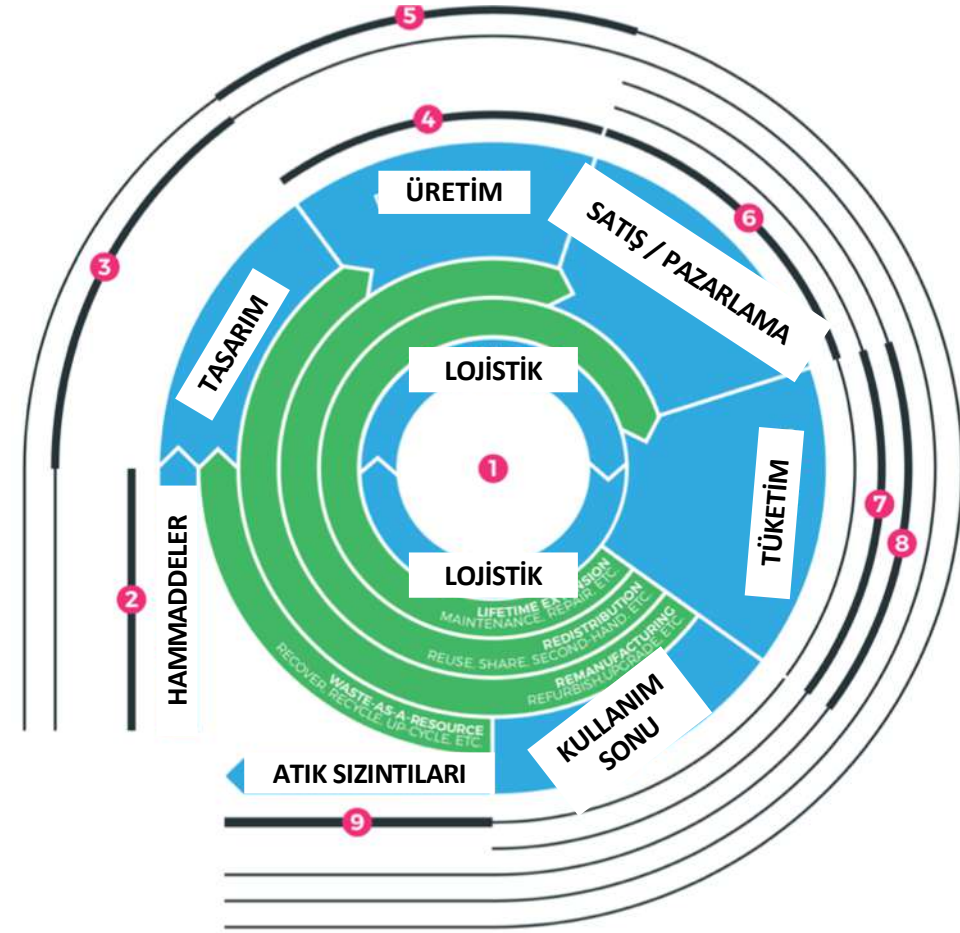 5
4
ÜRETİM
6
SATIŞ / PAZARLAMA
3
TASARIM
LOJİSTİK
1
TÜKETİM
7
8
HAMMADDELER
2
LOJİSTİK
LIFETIME EXTENSION
MAINTENANCE, REPAIR, ETC.
REDISTRIBUTION
REUSE, SHARE, SECOND-HAND, ETC
REMANUFACTURING
REFURBISH, UPGRADE, ETC.
WASTE-AS-A-RESOURCE
RECOVER, RECYCLE, UP-CYCLE, ETC.
KULLANIM
SONU
ATIK SIZINTILARI
9